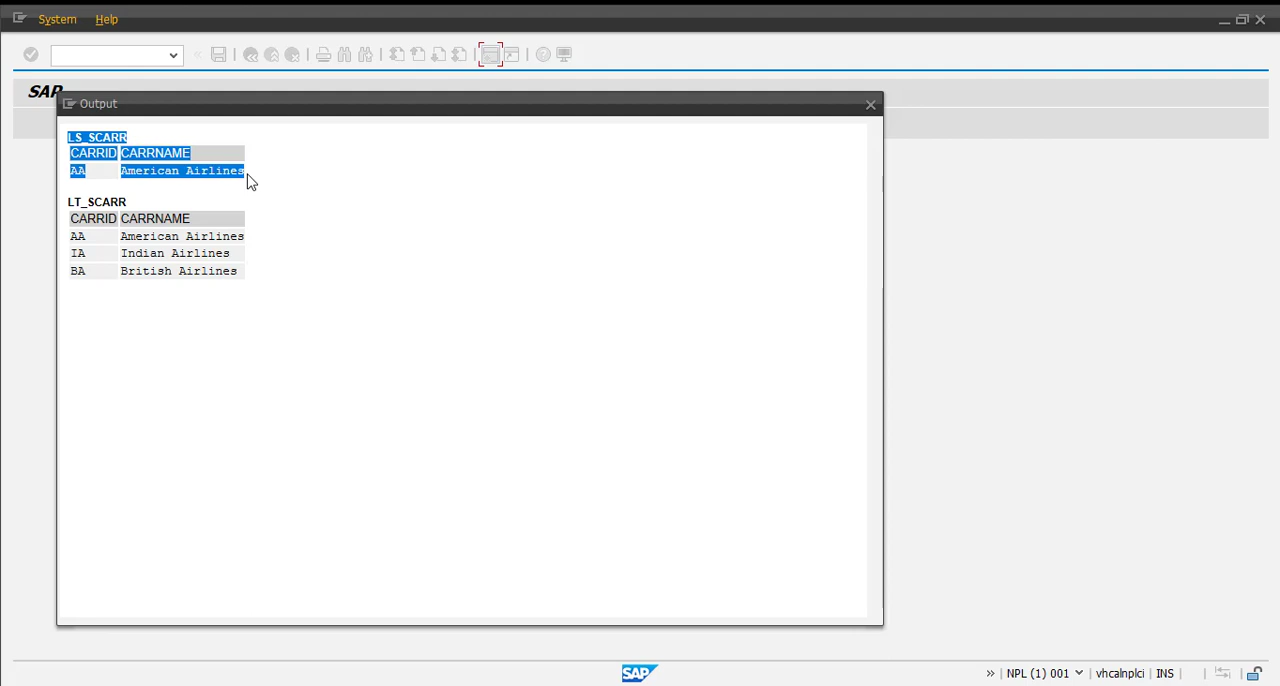 System Help
SAP
Output
LS_SCARR
CARRID CARRNAME
AA American Airlines
LT_SCARR
CARRID CARRNAME
AA American Airlines
IA Indian Airlines
BA British Airlines
SAP
NPL (1) 001 vhcalnplci INS